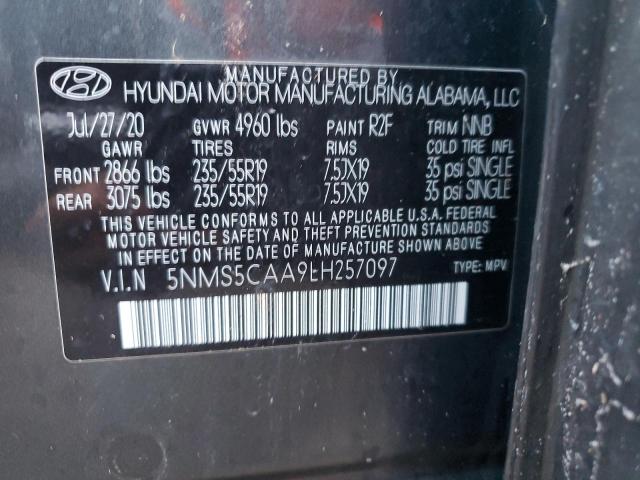 MANUFACTURED BY
HYUNDAI MOTOR MANUFACTURING ALABAMA, LLC
Jul/27/20 GVWR 4960 lbs PAINT R2F TRIM NNB
GAWR TIRES RIMS COLD TIRE INFL
FRONT 2866 lbs 235/55R19 7.5JX19 35 psi SINGLE
REAR 3075 lbs 235/55R19 7.5JX19 35 psi SINGLE
THIS VEHICLE CONFORMS TO ALL APPLICABLE U.S.A. FEDERAL
MOTOR VEHICLE SAFETY AND THEFT PREVENTION STANDARDS
IN EFFECT ON THE DATE OF MANUFACTURE SHOWN ABOVE.
V.I.N 5NMS5CAA9LH257097 TYPE: MPV